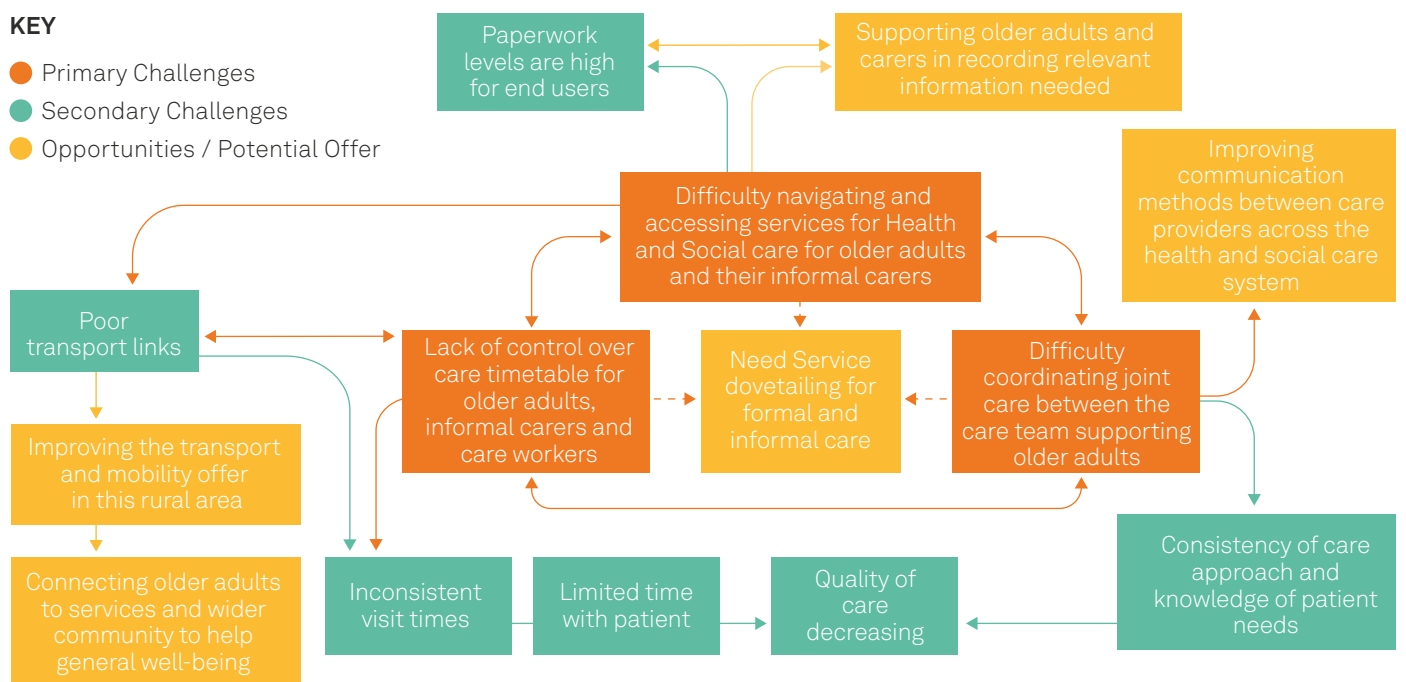 KEY
Primary Challenges
Secondary Challenges
Opportunities / Potential Offer
Paperwork
levels are high
for end users
Supporting older adults and
carers in recording relevant
information needed
Improving
communication
methods between care
providers across the
health and social care
system
Difficulty navigating and
accessing services for Health
and Social care for older adults
and their informal carers
Poor
transport links
Lack of control over
care timetable for
older adults,
informal carers and
care workers
Need Service
dovetailing for
formal and
informal care
Difficulty
coordinating joint
care between the
care team supporting
older adults
Improving the transport
and mobility offer
in this rural area
Connecting older adults
to services and wider
community to help
general well-being
Inconsistent
visit times
Limited time
with patient
Quality of
care
decreasing
Consistency of care
approach and
knowledge of patient
needs